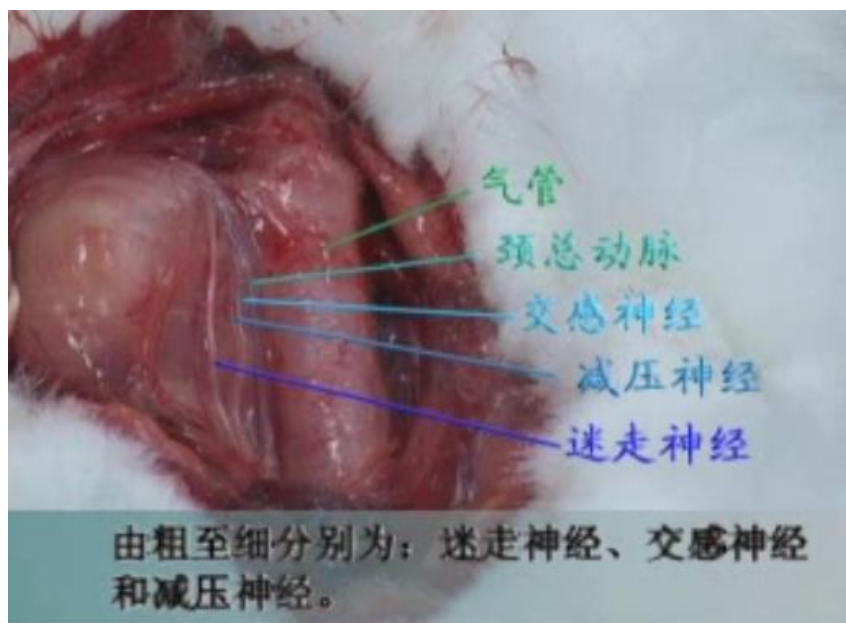 气管
颈总动脉
交感神经
减压神经
迷走神经
由粗至细分别为：迷走神经、交感神经
和减压神经。